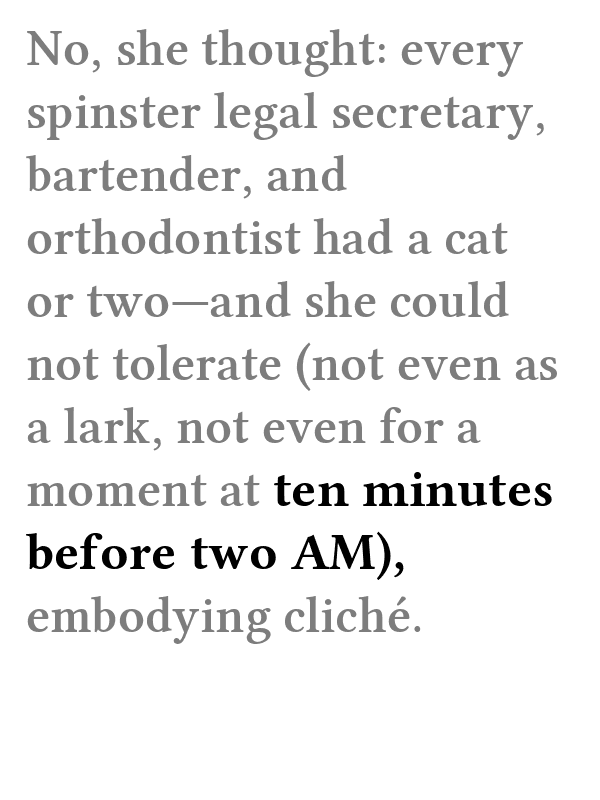 No, she thought: every
spinster legal secretary,
bartender, and
orthodontist had a cat
or two—and she could
not tolerate (not even as
a lark, not even for a
moment at ten minutes
before two AM),
embodying cliché.